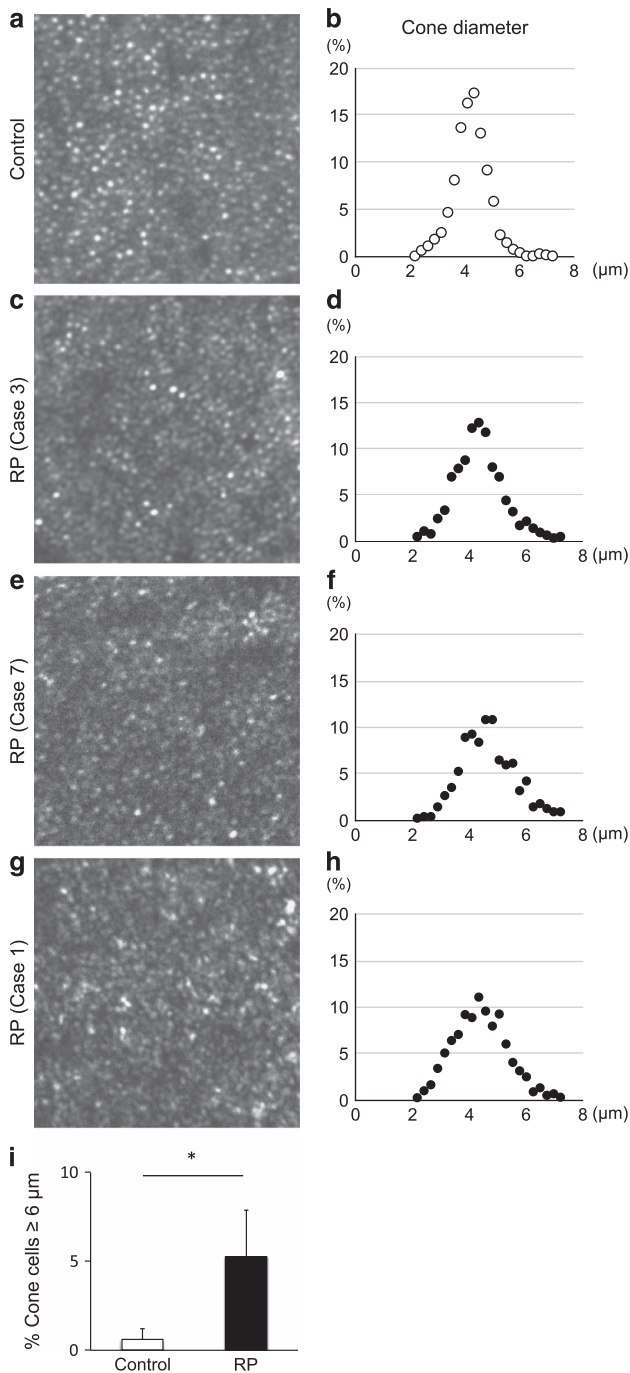 a
Control
b
Cone diameter
(%)
20
15
10
5
0
0 2 4 6 8 (μm)
c
RP (Case 3)
d
(%)
20
15
10
5
0
0 2 4 6 8 (μm)
e
RP (Case 7)
f
(%)
20
15
10
5
0
0 2 4 6 8 (μm)
g
RP (Case 1)
h
(%)
20
15
10
5
0
0 2 4 6 8 (μm)
i
% Cone cells ≥ 6 μm
10
5
0
*
Control RP